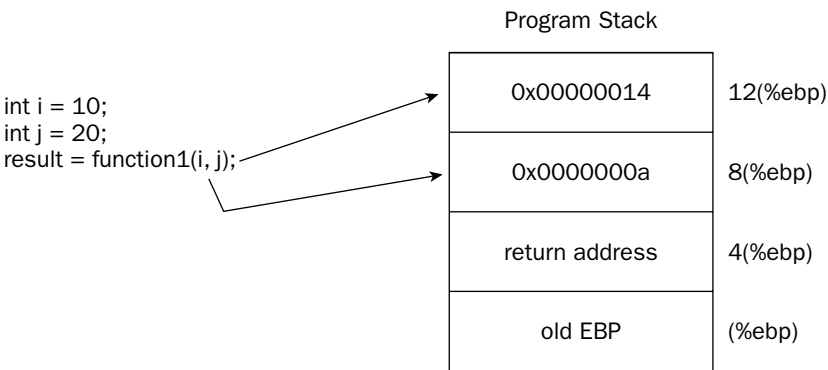 Program Stack
int i = 10;
int j = 20;
result = function1(i, j);
0x00000014 12(%ebp)
0x0000000a 8(%ebp)
return address 4(%ebp)
old EBP (%ebp)